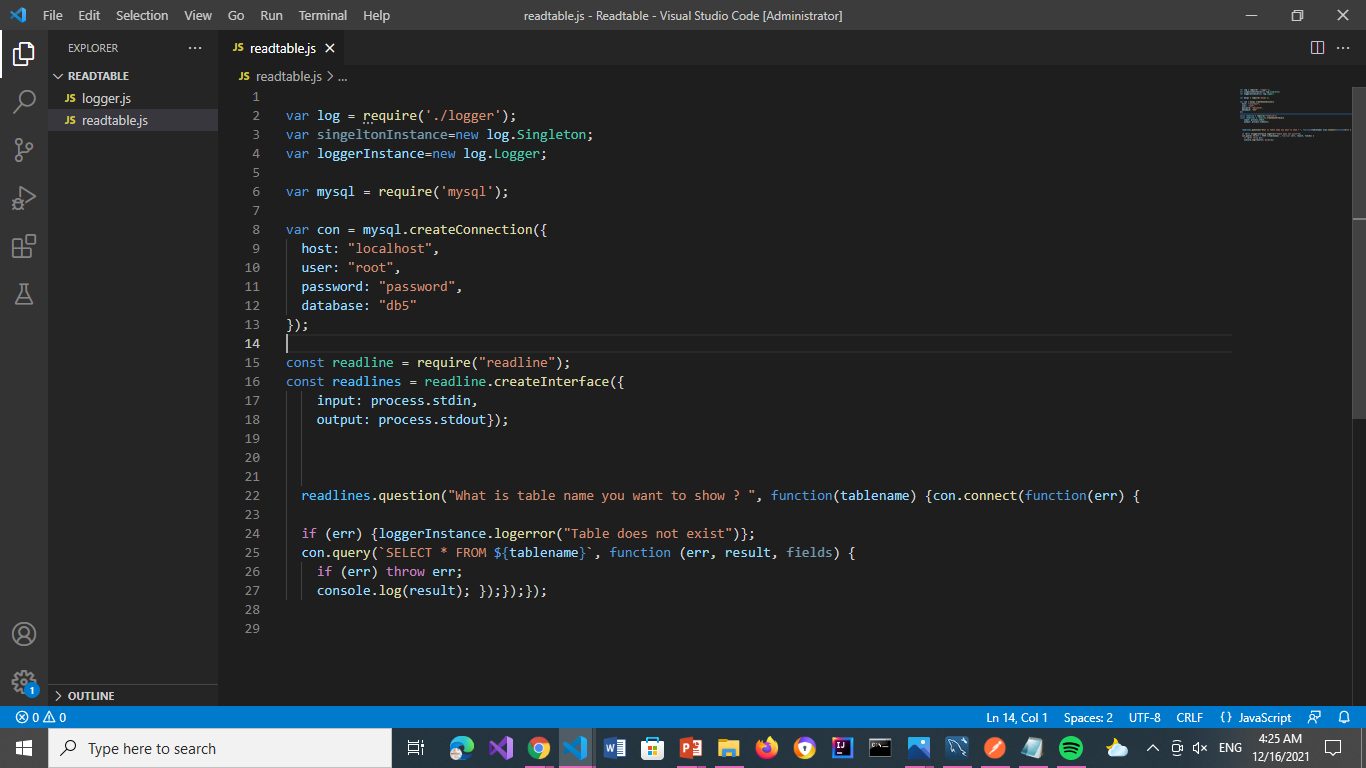 File Edit Selection View Go Run Terminal Help readtable.js - Readtable - Visual Studio Code [Administrator]
EXPLORER ...
READTABLE
JS logger.js
JS readtable.js
OUTLINE
JS readtable.js
JS readtable.js > ...
1
2 var log = require('./logger');
3 var singeltonInstance=new log.Singleton;
4 var loggerInstance=new log.Logger;
5
6 var mysql = require('mysql');
7
8 var con = mysql.createConnection({
9 host: "localhost",
10 user: "root",
11 password: "password",
12 database: "db5"
13 });
14
15 const readline = require("readline");
16 const readlines = readline.createInterface({
17 input: process.stdin,
18 output: process.stdout});
19
20
21
22 readlines.question("What is table name you want to show ? ", function(tablename) {con.connect(function(err) {
23
24 if (err) {loggerInstance.logerror("Table does not exist")};
25 con.query(`SELECT * FROM ${tablename}`, function (err, result, fields) {
26 if (err) throw err;
27 console.log(result); });});});
28
29
1
0 0 Ln 14, Col 1 Spaces: 2 UTF-8 CRLF {} JavaScript
Type here to search ENG 4:25 AM
12/16/2021